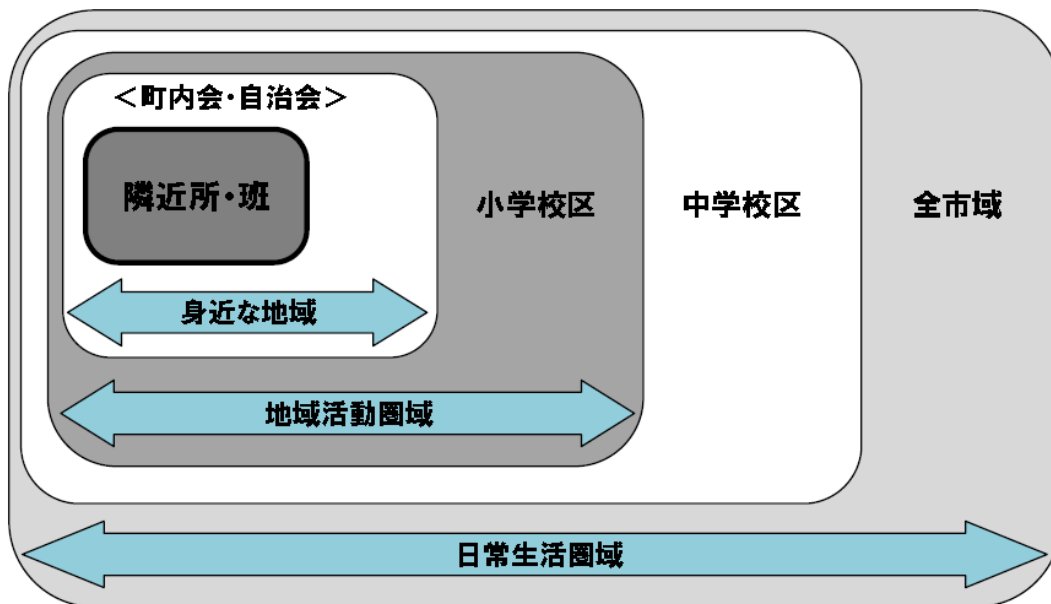 ＜町内会・自治会＞
隣近所・班
小学校区
中学校区
全市域
身近な地域
地域活動圏域
日常生活圏域